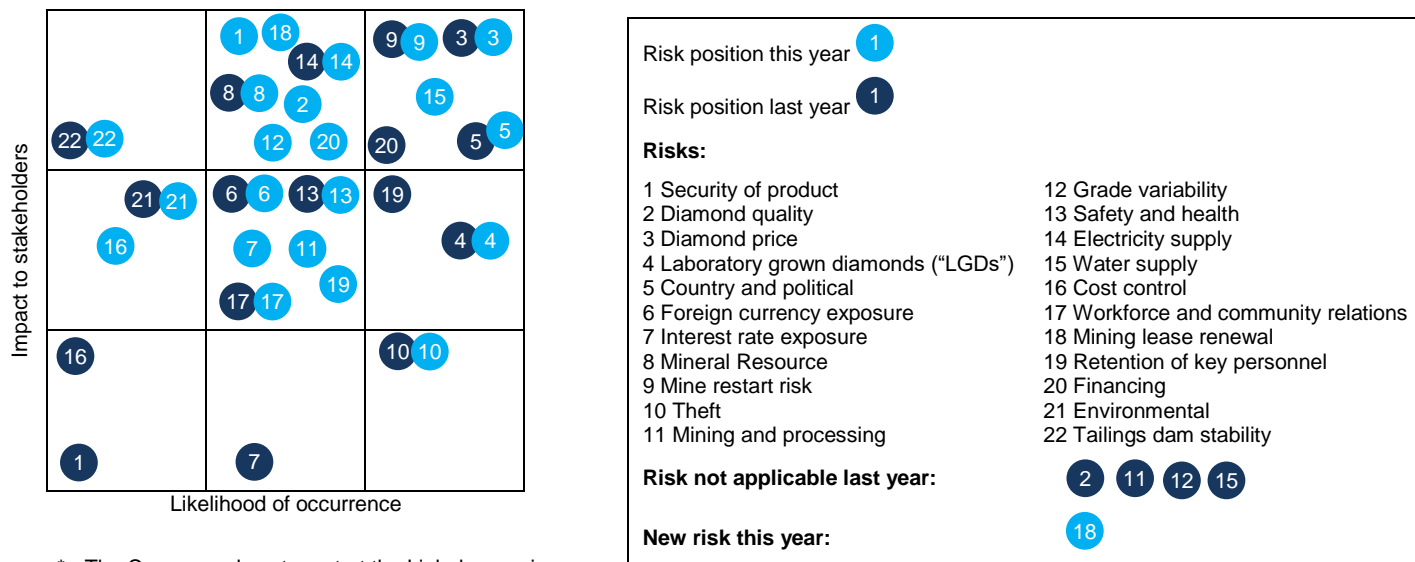 1 18 9 9 3 3
14 14
8 8 2 15
22 22 12 20 20 5 5
21 21 6 6 13 13 19
16 7 11 4 4
17 17 19
16 10 10
1 7
Impact to stakeholders
Likelihood of occurrence
Risk position this year 1
Risk position last year 1
Risks:
1 Security of product
2 Diamond quality
3 Diamond price
4 Laboratory grown diamonds (“LGDs”)
5 Country and political
6 Foreign currency exposure
7 Interest rate exposure
8 Mineral Resource
9 Mine restart risk
10 Theft
11 Mining and processing
12 Grade variability
13 Safety and health
14 Electricity supply
15 Water supply
16 Cost control
17 Workforce and community relations
18 Mining lease renewal
19 Retention of key personnel
20 Financing
21 Environmental
22 Tailings dam stability
Risk not applicable last year: 2 11 12 15
New risk this year: 18